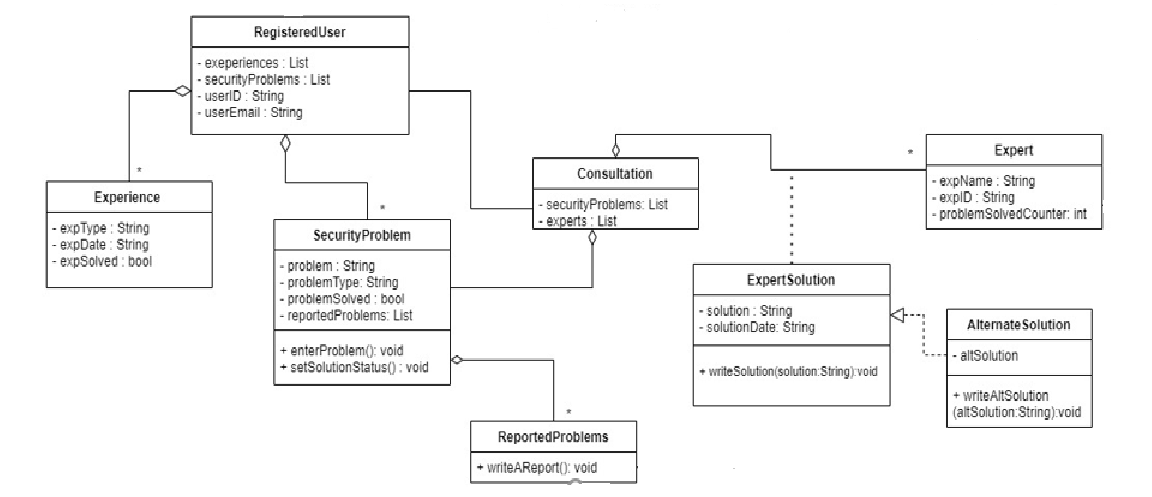 RegisteredUser
- exeperiences : List
- securityProblems : List
- userID : String
- userEmail : String
*
Experience
- expType : String
- expDate : String
- expSolved : bool
*
SecurityProblem
- problem : String
- problemType: String
- problemSolved : bool
- reportedProblems: List
+ enterProblem(): void
+ setSolutionStatus() : void
*
ReportedProblems
+ writeAReport(): void
Consultation
- securityProblems: List
- experts : List
*
Expert
- expName : String
- expID : String
- problemSolvedCounter: int
ExpertSolution
- solution : String
- solutionDate: String
+ writeSolution(solution:String):void
AlternateSolution
- altSolution
+ writeAltSolution
(altSolution:String):void